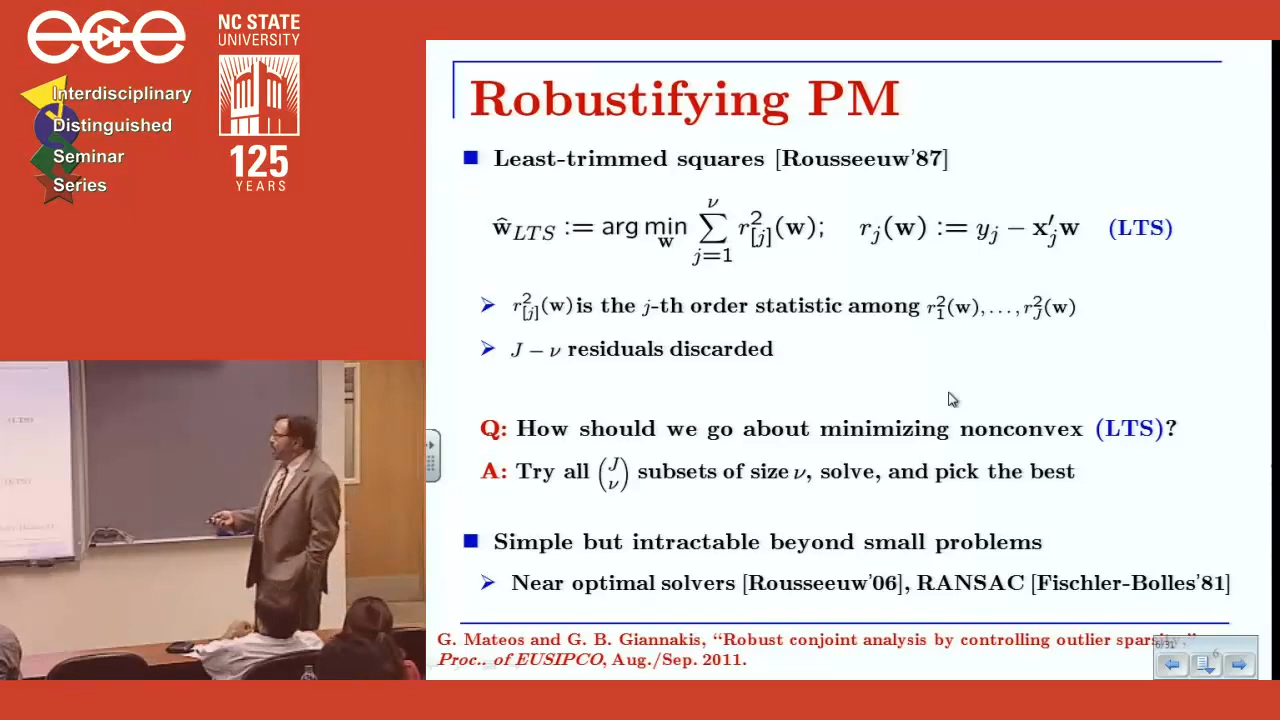 ece
NC STATE
UNIVERSITY
Interdisciplinary
Distinguished
Seminar
Series
125
YEARS
Robustifying PM
Least-trimmed squares [Rousseeuw'87]
ŵ_LTS := arg min_w ∑_{j=1}^{ν} r²_[j](w); r_j(w) := y_j − x′_j w (LTS)
r²_[j](w) is the j-th order statistic among r²_1(w), . . . , r²_J(w)
J − ν residuals discarded
Q: How should we go about minimizing nonconvex (LTS)?
A: Try all (J ν) subsets of size ν, solve, and pick the best
Simple but intractable beyond small problems
Near optimal solvers [Rousseeuw'06], RANSAC [Fischler-Bolles'81]
G. Mateos and G. B. Giannakis, “Robust conjoint analysis by controlling outlier sparsity,”
Proc.. of EUSIPCO, Aug./Sep. 2011.
6/31
6